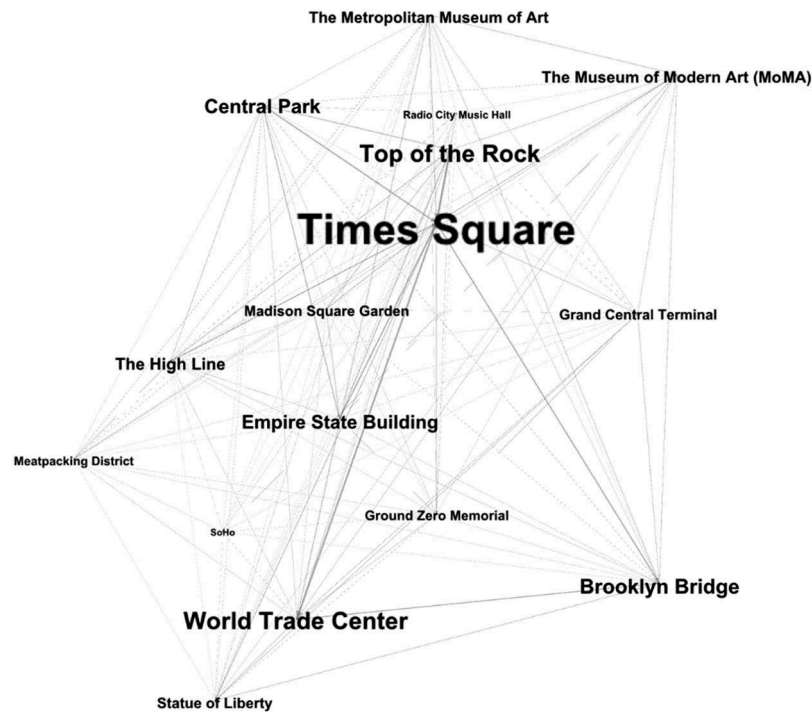 The Metropolitan Museum of Art
The Museum of Modern Art (MoMA)
Central Park
Radio City Music Hall
Top of the Rock
Times Square
Madison Square Garden
Grand Central Terminal
The High Line
Empire State Building
Meatpacking District
Ground Zero Memorial
SoHo
Brooklyn Bridge
World Trade Center
Statue of Liberty